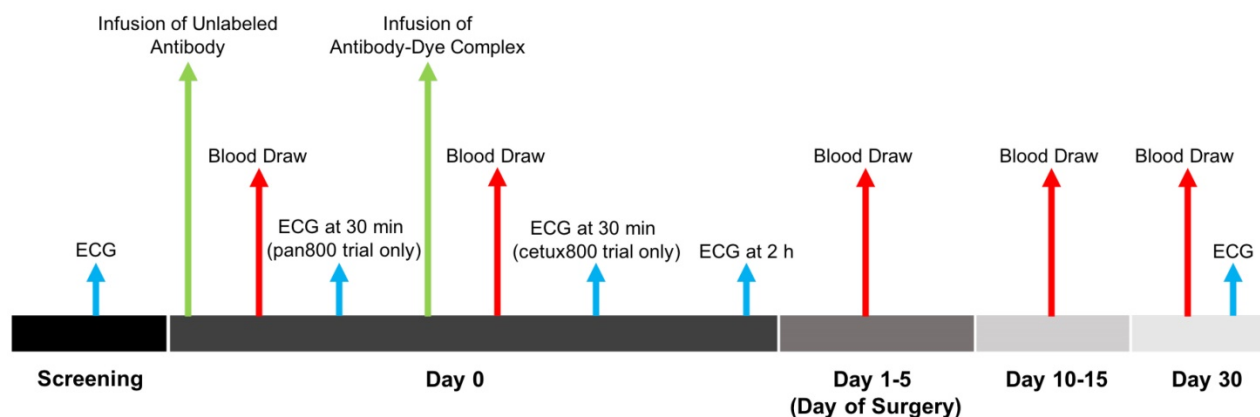 Infusion of Unlabeled
Antibody
Infusion of
Antibody-Dye Complex
Blood Draw
Blood Draw
Blood Draw
Blood Draw
Blood Draw
ECG
ECG at 30 min
(pan800 trial only)
ECG at 30 min
(cetux800 trial only)
ECG at 2 h
ECG
Screening
Day 0
Day 1-5
(Day of Surgery)
Day 10-15
Day 30